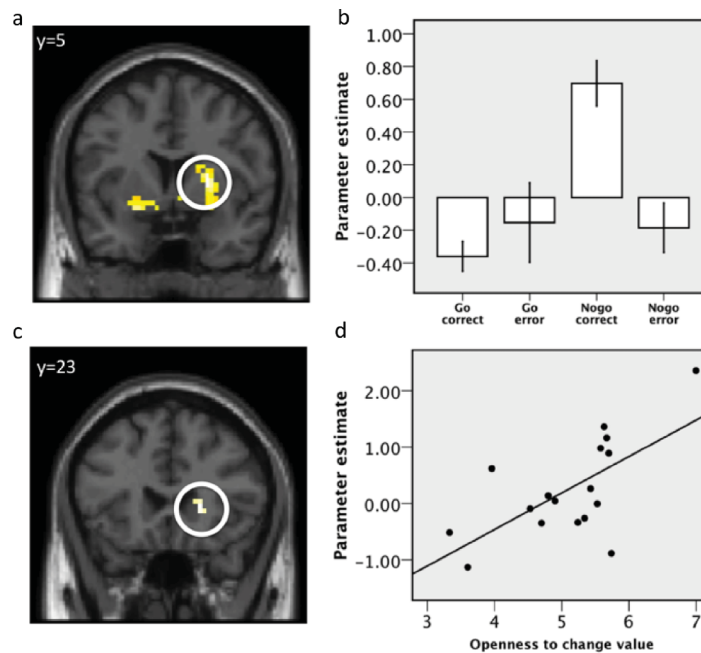 a
y=5
b
Parameter estimate
1.00
0.80
0.60
0.40
0.20
0.00
-0.20
-0.40
Go correct
Go error
Nogo correct
Nogo error
c
y=23
d
Parameter estimate
2.00
1.00
0.00
-1.00
3 4 5 6 7
Openness to change value